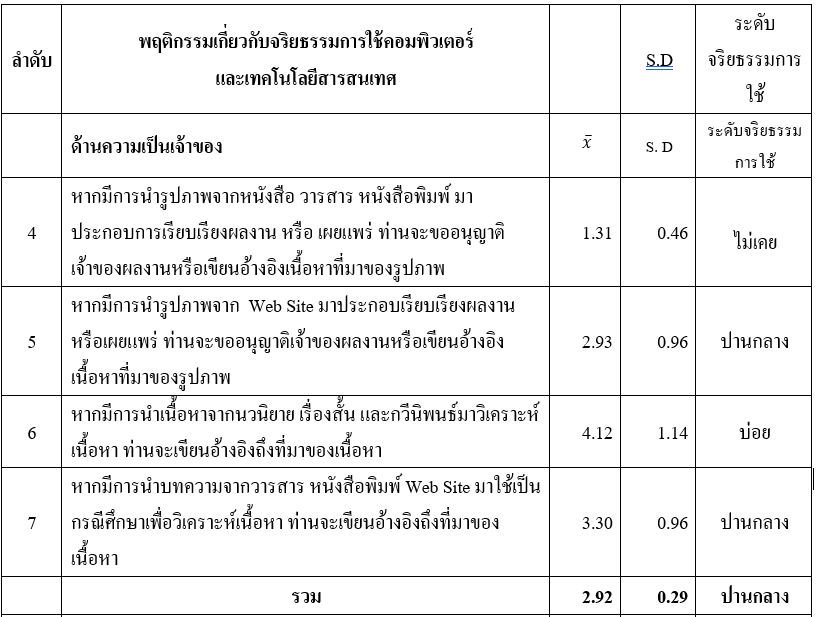 ลำดับ
พฤติกรรมเกี่ยวกับจริยธรรมการใช้คอมพิวเตอร์
และเทคโนโลยีสารสนเทศ
S.D
ระดับ
จริยธรรมการ
ใช้
ด้านความเป็นเจ้าของ
x̄
S. D
ระดับจริยธรรม
การใช้
4
หากมีการนำรูปภาพจากหนังสือ วารสาร หนังสือพิมพ์ มา
ประกอบการเรียบเรียงผลงาน หรือ เผยแพร่ ท่านจะขออนุญาติ
เจ้าของผลงานหรือเขียนอ้างอิงเนื้อหาที่มาของรูปภาพ
1.31
0.46
ไม่เคย
5
หากมีการนำรูปภาพจาก Web Site มาประกอบเรียบเรียงผลงาน
หรือเผยแพร่ ท่านจะขออนุญาติเจ้าของผลงานหรือเขียนอ้างอิง
เนื้อหาที่มาของรูปภาพ
2.93
0.96
ปานกลาง
6
หากมีการนำเนื้อหาจากนวนิยาย เรื่องสั้น และกวีนิพนธ์มาวิเคราะห์
เนื้อหา ท่านจะเขียนอ้างอิงถึงที่มาของเนื้อหา
4.12
1.14
บ่อย
7
หากมีการนำบทความจากวารสาร หนังสือพิมพ์ Web Site มาใช้เป็น
กรณีศึกษาเพื่อวิเคราะห์เนื้อหา ท่านจะเขียนอ้างอิงถึงที่มาของ
เนื้อหา
3.30
0.96
ปานกลาง
รวม
2.92
0.29
ปานกลาง